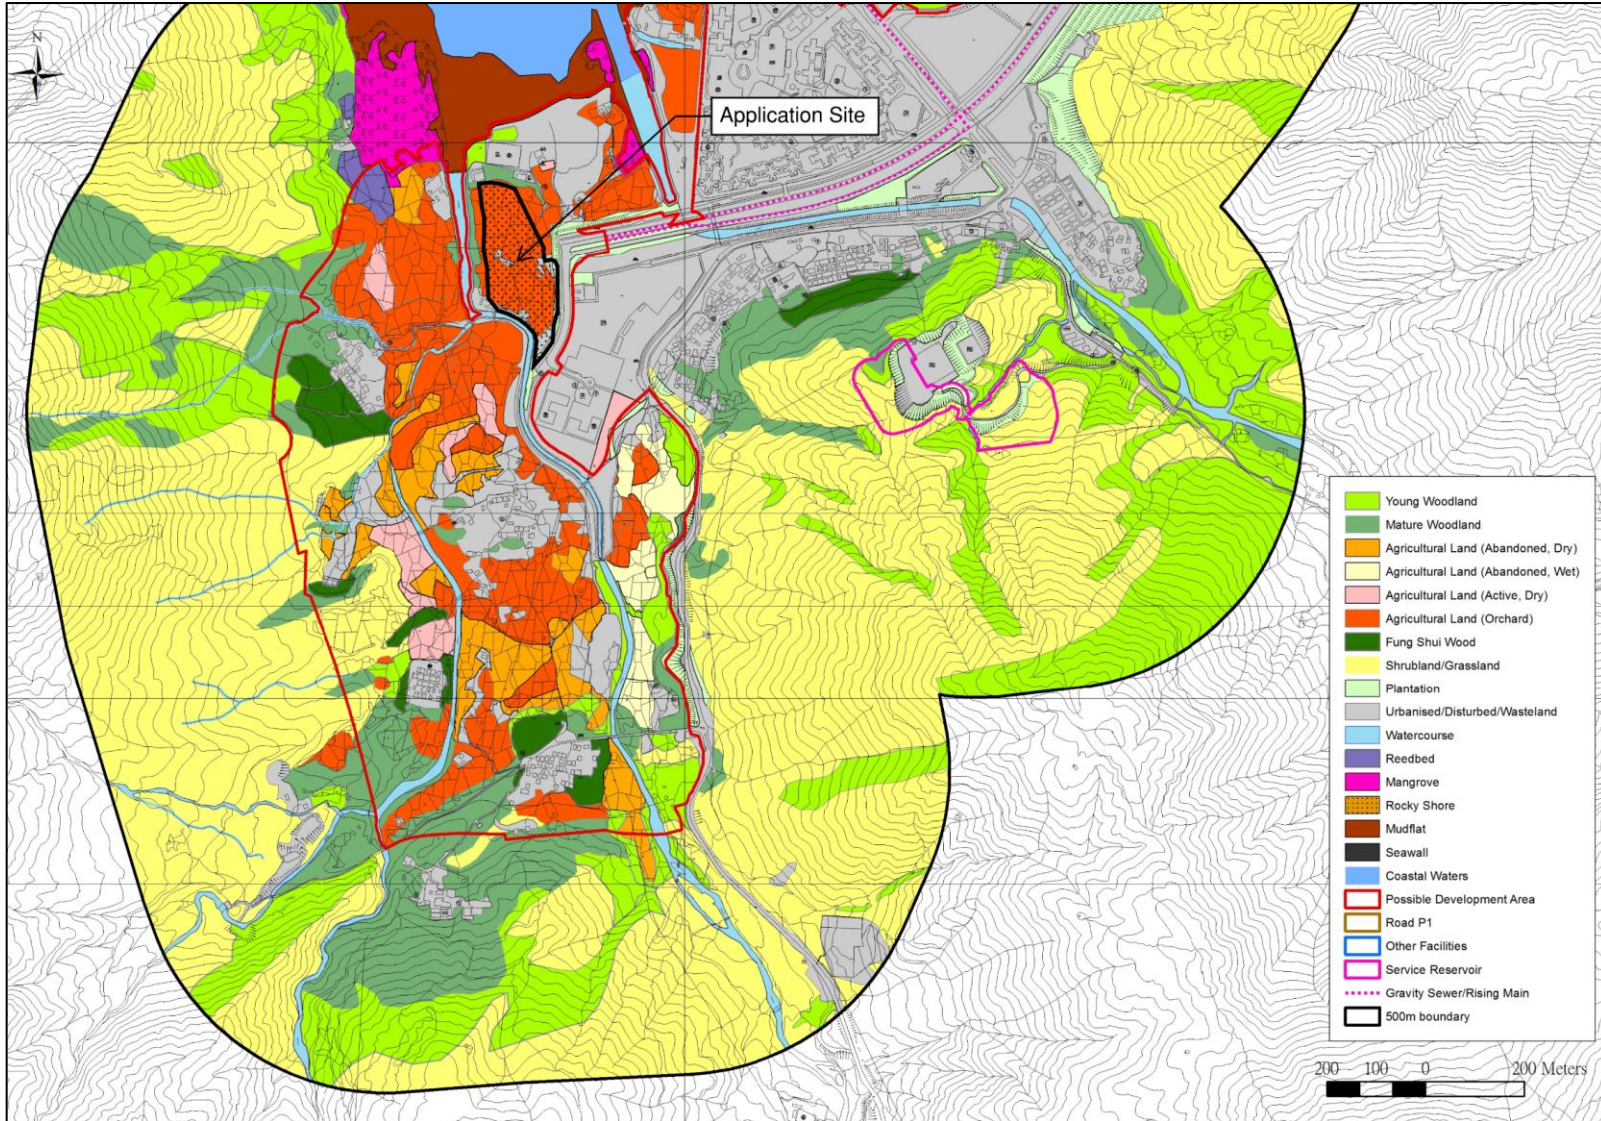 N
Application Site
Young Woodland
Mature Woodland
Agricultural Land (Abandoned, Dry)
Agricultural Land (Abandoned, Wet)
Agricultural Land (Active, Dry)
Agricultural Land (Orchard)
Fung Shui Wood
Shrubland/Grassland
Plantation
Urbanised/Disturbed/Wasteland
Watercourse
Reedbed
Mangrove
Rocky Shore
Mudflat
Seawall
Coastal Waters
Possible Development Area
Road P1
Other Facilities
Service Reservoir
Gravity Sewer/Rising Main
500m boundary
200 100 0 200 Meters